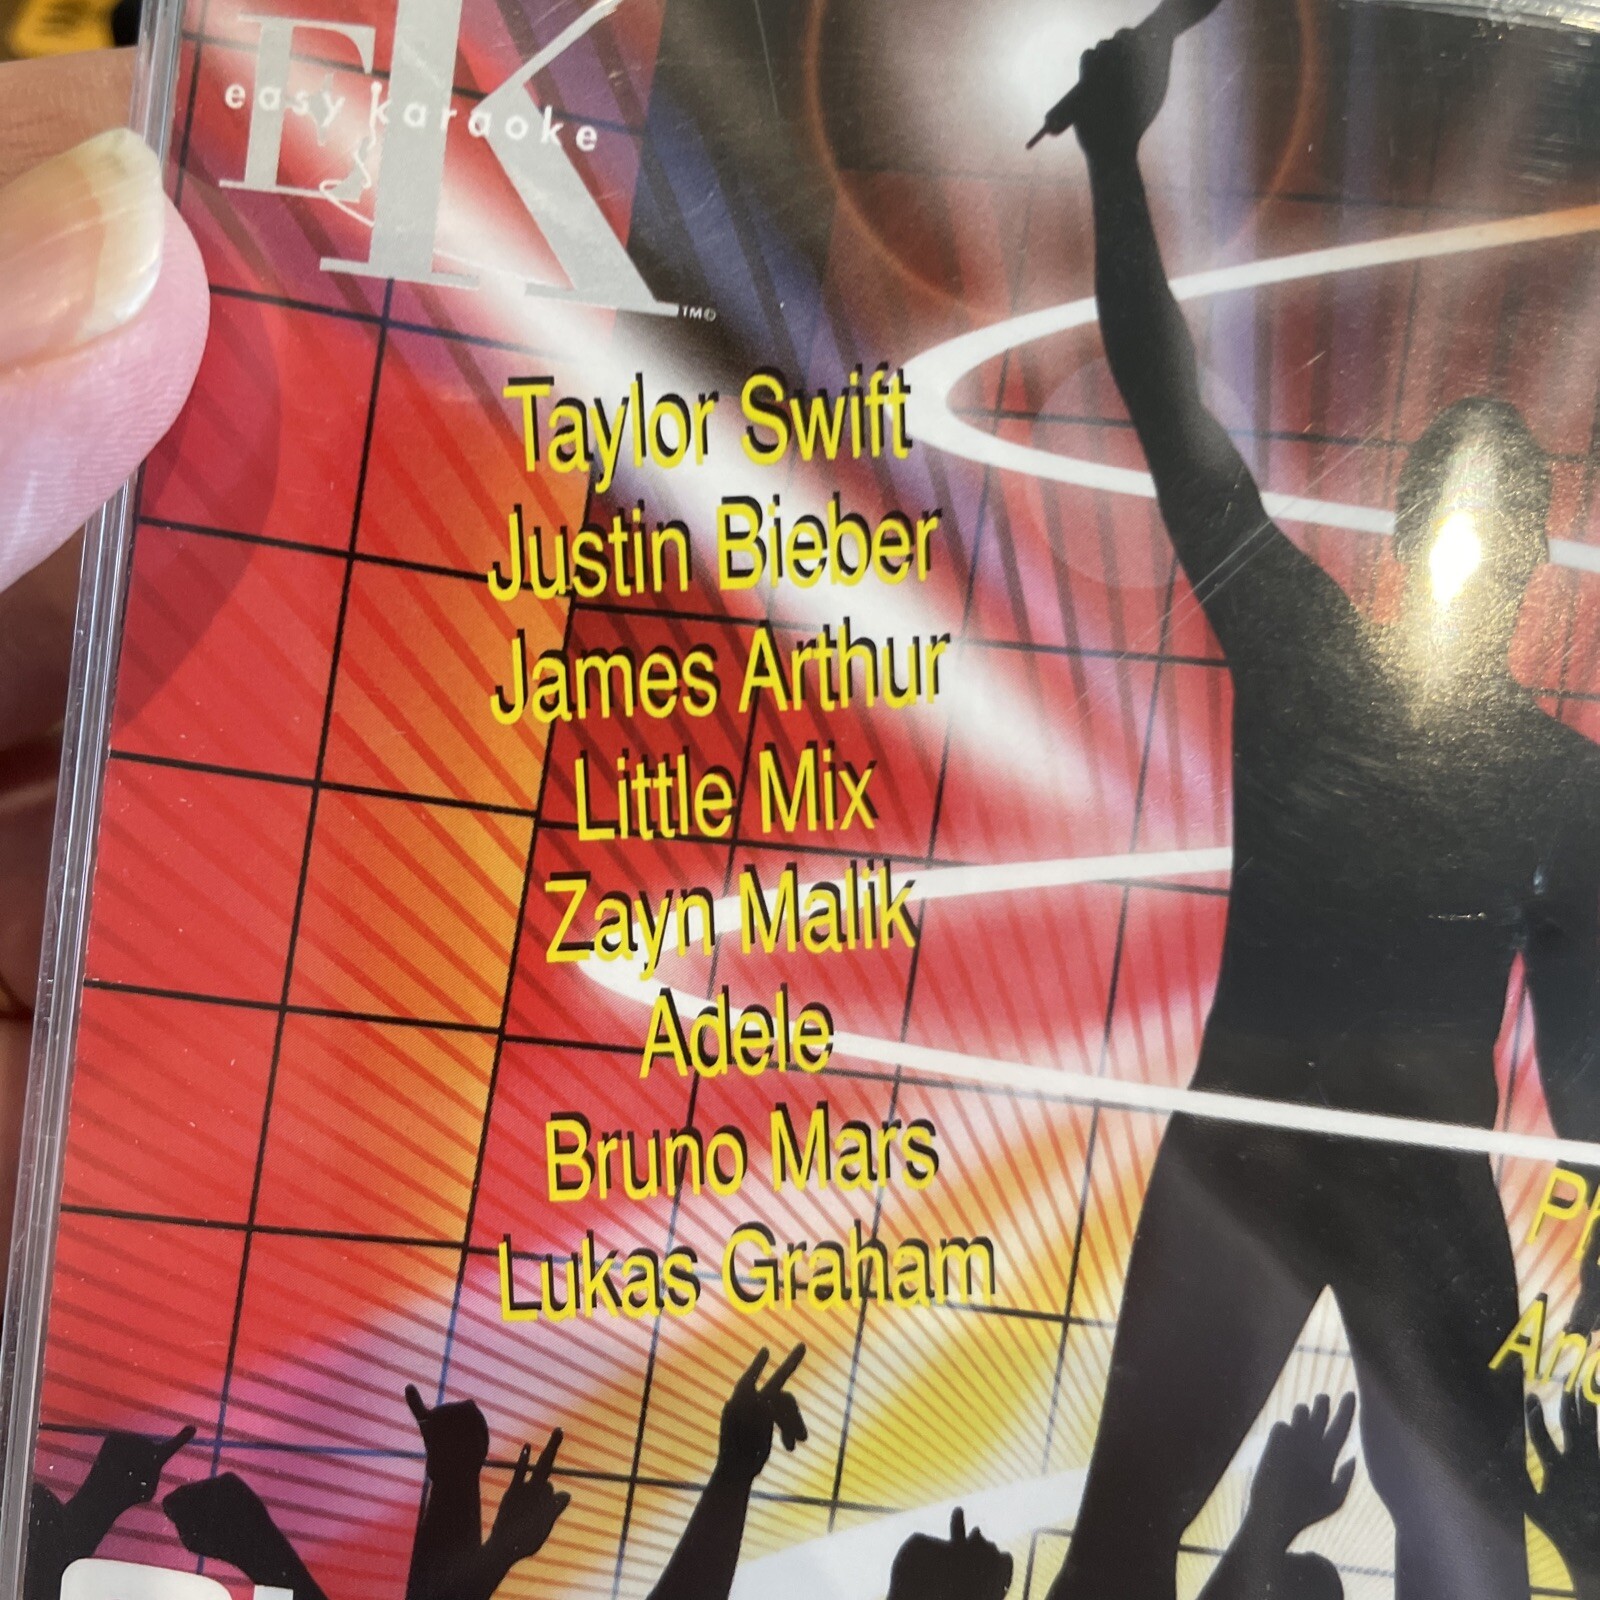 EK
easy karaoke
TM©
Taylor Swift
Justin Bieber
James Arthur
Little Mix
Zayn Malik
Adele
Bruno Mars
Lukas Graham